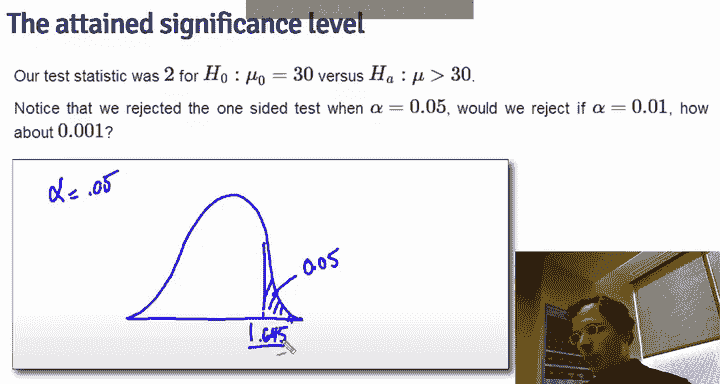 The attained significance level
Our test statistic was 2 for H₀ : μ₀ = 30 versus Hₐ : μ > 30.
Notice that we rejected the one sided test when α = 0.05, would we reject if α = 0.01, how
about 0.001?
α = .05
0.05
1.645